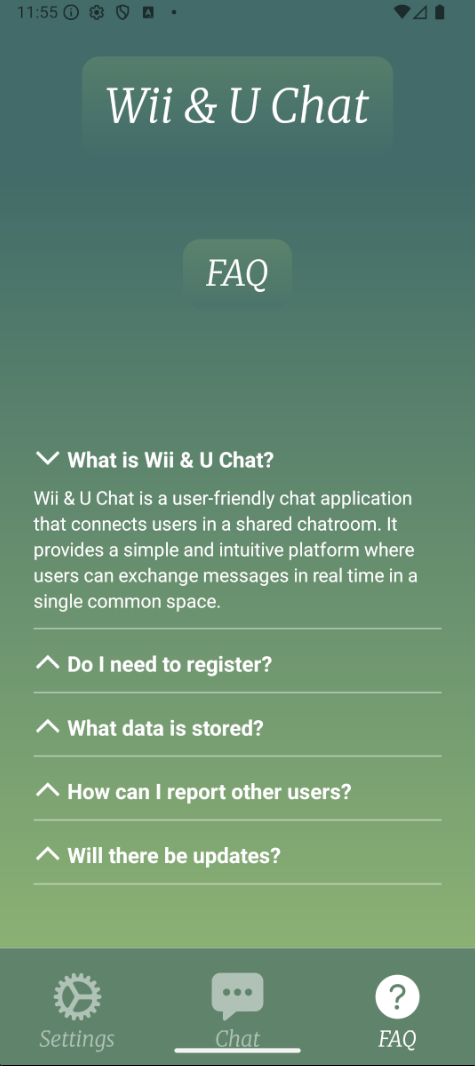 11:55
Wii & U Chat
FAQ
What is Wii & U Chat?
Wii & U Chat is a user-friendly chat application
that connects users in a shared chatroom. It
provides a simple and intuitive platform where
users can exchange messages in real time in a
single common space.
Do I need to register?
What data is stored?
How can I report other users?
Will there be updates?
Settings
Chat
FAQ